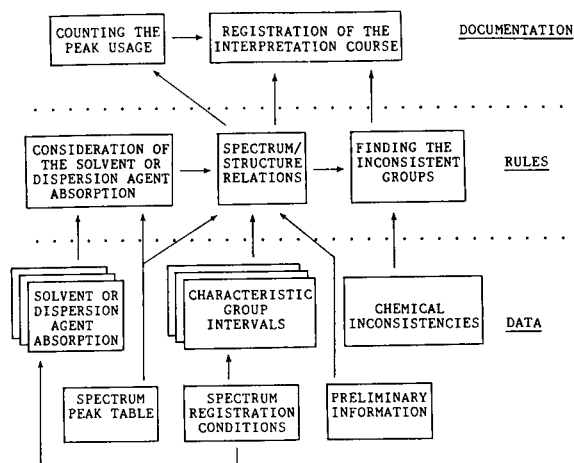 COUNTING THE
PEAK USAGE
REGISTRATION OF THE
INTERPRETATION COURSE
DOCUMENTATION
CONSIDERATION OF
THE SOLVENT OR
DISPERSION AGENT
ABSORPTION
SPECTRUM/
STRUCTURE
RELATIONS
FINDING THE
INCONSISTENT
GROUPS
RULES
SOLVENT OR
DISPERSION
AGENT
ABSORPTION
CHARACTERISTIC
GROUP
INTERVALS
CHEMICAL
INCONSISTENCIES
DATA
SPECTRUM
PEAK TABLE
SPECTRUM
REGISTRATION
CONDITIONS
PRELIMINARY
INFORMATION